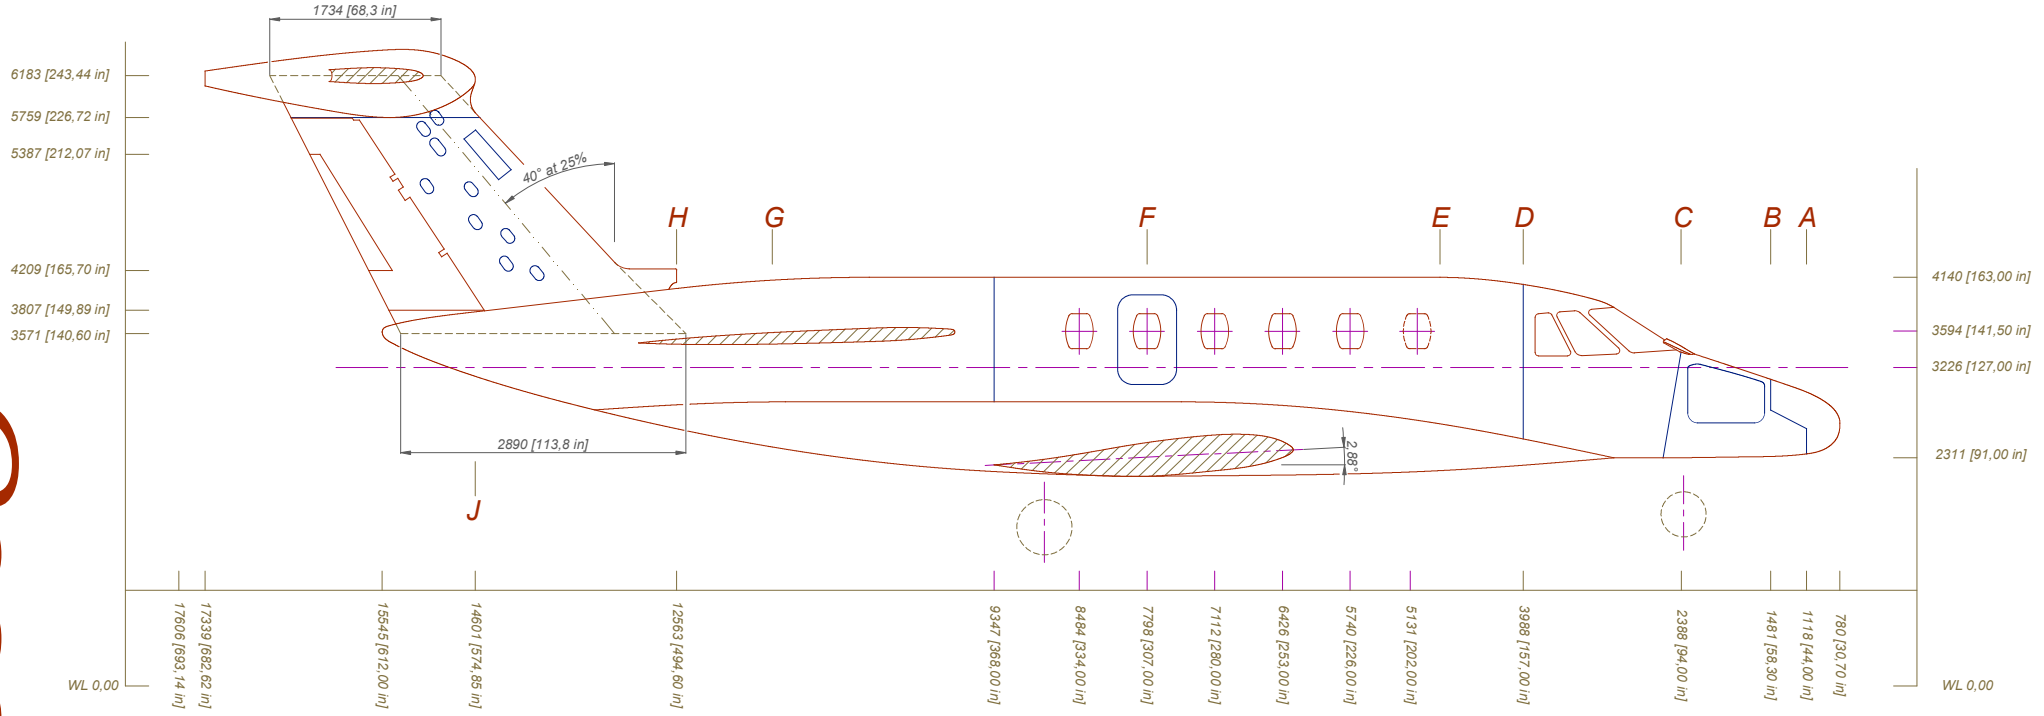 1734 [68,3 in]
6183 [243,44 in]
5759 [226,72 in]
5387 [212,07 in]
40° at 25%
H G F E D C B A
4209 [165,70 in]
4140 [163,00 in]
3807 [149,89 in]
3571 [140,60 in]
3594 [141,50 in]
3226 [127,00 in]
2890 [113,8 in]
2,88°
2311 [91,00 in]
J
17606 [693,14 in]
17339 [682,62 in]
15545 [612,00 in]
14601 [574,85 in]
12563 [494,60 in]
9347 [368,00 in]
8484 [334,00 in]
7798 [307,00 in]
7112 [280,00 in]
6426 [253,00 in]
5740 [226,00 in]
5131 [202,00 in]
3988 [157,00 in]
2388 [94,00 in]
1481 [58,30 in]
1118 [44,00 in]
780 [30,70 in]
WL 0,00
WL 0,00